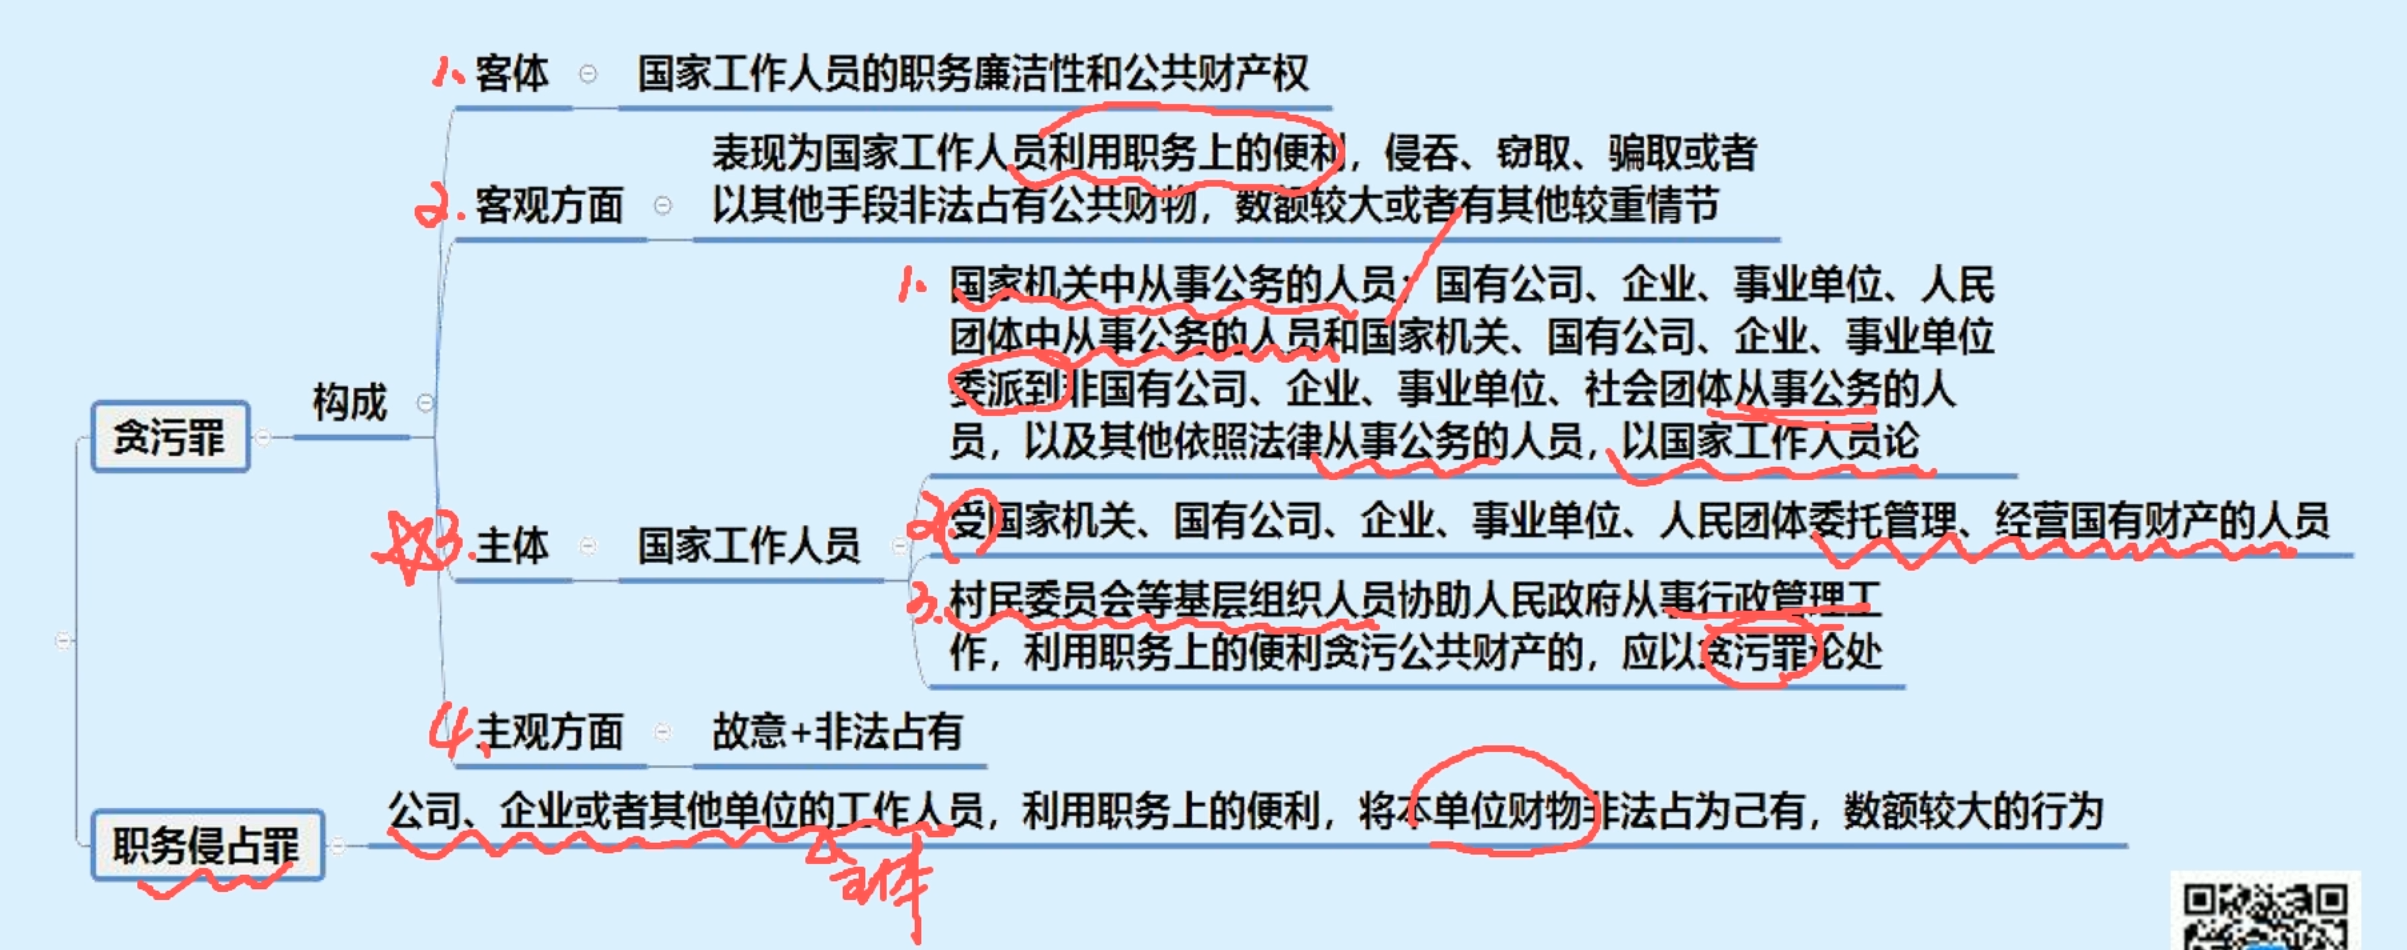 1. 客体 国家工作人员的职务廉洁性和公共财产权
表现为国家工作人员利用职务上的便利，侵吞、窃取、骗取或者
2. 客观方面
以其他手段非法占有公共财物，数额较大或者有其他较重情节
1. 国家机关中从事公务的人员；国有公司、企业、事业单位、人民
团体中从事公务的人员和国家机关、国有公司、企业、事业单位
委派到非国有公司、企业、事业单位、社会团体从事公务的人
员，以及其他依照法律从事公务的人员，以国家工作人员论
贪污罪 构成
3. 主体 国家工作人员
2. 受国家机关、国有公司、企业、事业单位、人民团体委托管理、经营国有财产的人员
3. 村民委员会等基层组织人员协助人民政府从事行政管理工
作，利用职务上的便利贪污公共财产的，应以贪污罪论处
4. 主观方面 故意+非法占有
职务侵占罪 公司、企业或者其他单位的工作人员，利用职务上的便利，将本单位财物非法占为己有，数额较大的行为
主体